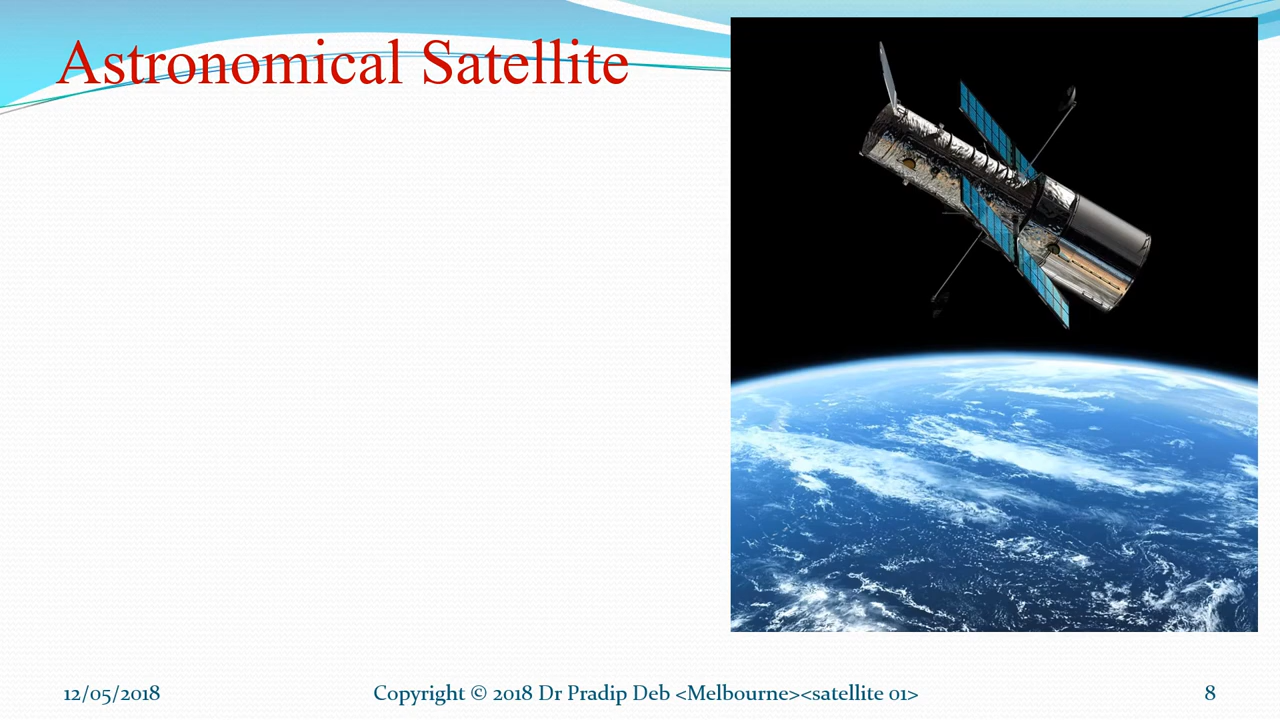 Astronomical Satellite
12/05/2018
Copyright © 2018 Dr Pradip Deb <Melbourne><satellite 01>
8